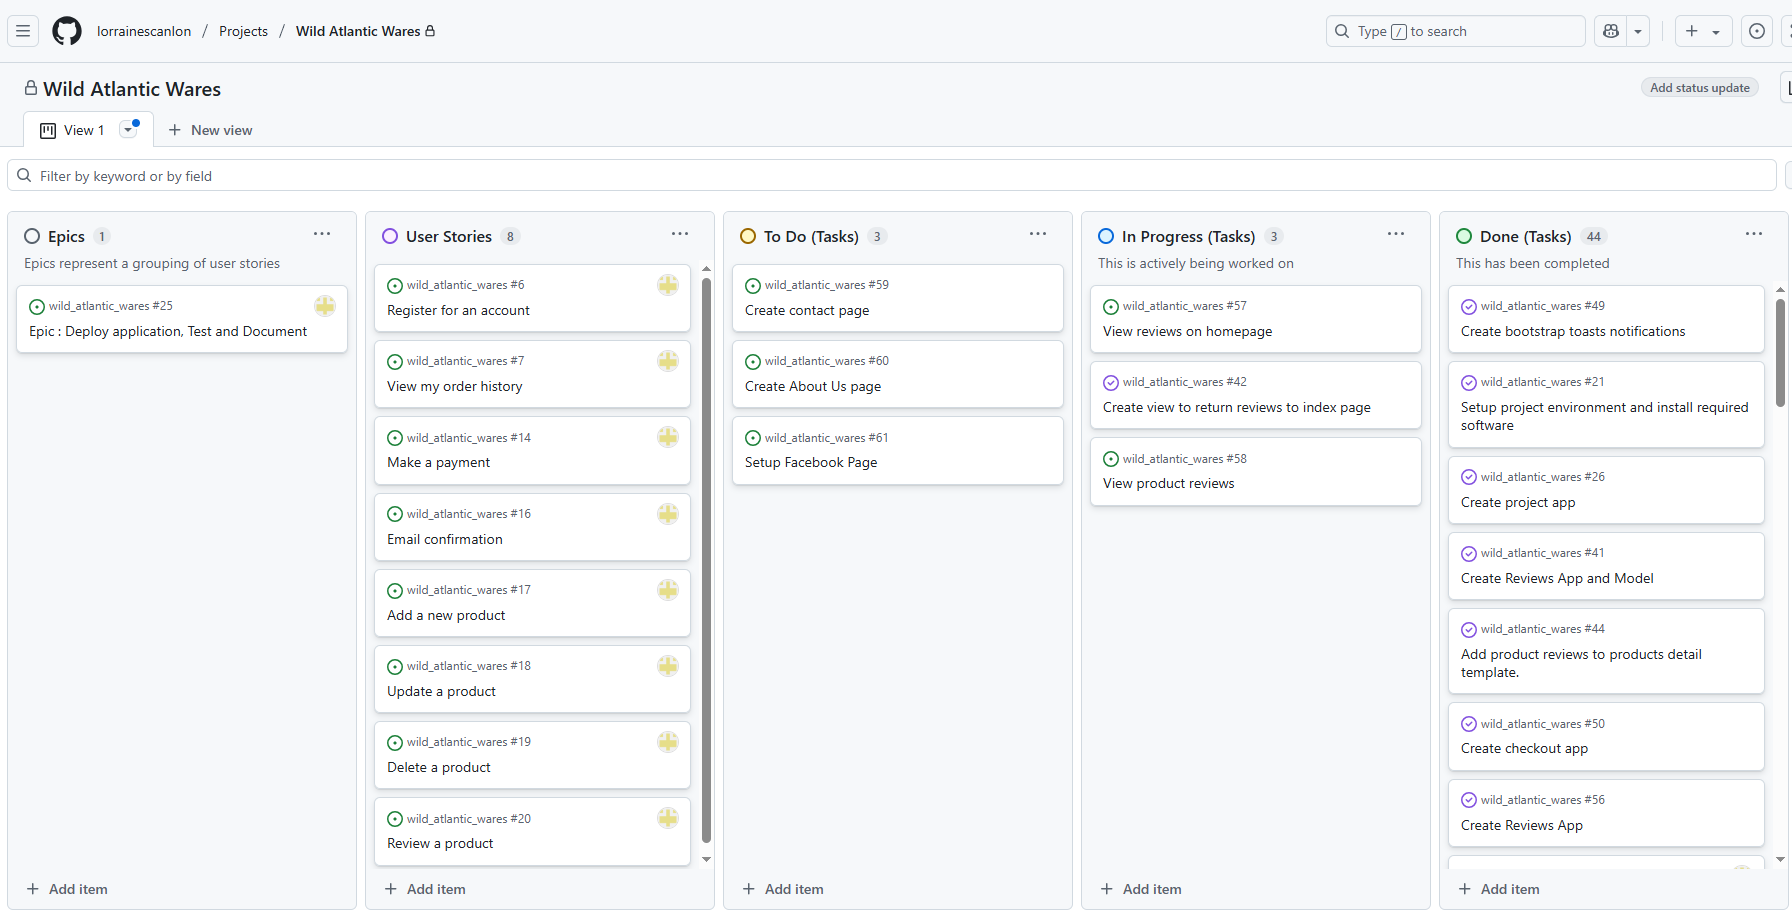 lorrainescanlon / Projects / Wild Atlantic Wares
Type / to search
Wild Atlantic Wares
Add status update
View 1
New view
Filter by keyword or by field
Epics 1
Epics represent a grouping of user stories
wild_atlantic_wares #25
Epic : Deploy application, Test and Document
Add item
User Stories 8
wild_atlantic_wares #6
Register for an account
wild_atlantic_wares #7
View my order history
wild_atlantic_wares #14
Make a payment
wild_atlantic_wares #16
Email confirmation
wild_atlantic_wares #17
Add a new product
wild_atlantic_wares #18
Update a product
wild_atlantic_wares #19
Delete a product
wild_atlantic_wares #20
Review a product
Add item
To Do (Tasks) 3
wild_atlantic_wares #59
Create contact page
wild_atlantic_wares #60
Create About Us page
wild_atlantic_wares #61
Setup Facebook Page
Add item
In Progress (Tasks) 3
This is actively being worked on
wild_atlantic_wares #57
View reviews on homepage
wild_atlantic_wares #42
Create view to return reviews to index page
wild_atlantic_wares #58
View product reviews
Add item
Done (Tasks) 44
This has been completed
wild_atlantic_wares #49
Create bootstrap toasts notifications
wild_atlantic_wares #21
Setup project environment and install required
software
wild_atlantic_wares #26
Create project app
wild_atlantic_wares #41
Create Reviews App and Model
wild_atlantic_wares #44
Add product reviews to products detail
template.
wild_atlantic_wares #50
Create checkout app
wild_atlantic_wares #56
Create Reviews App
Add item